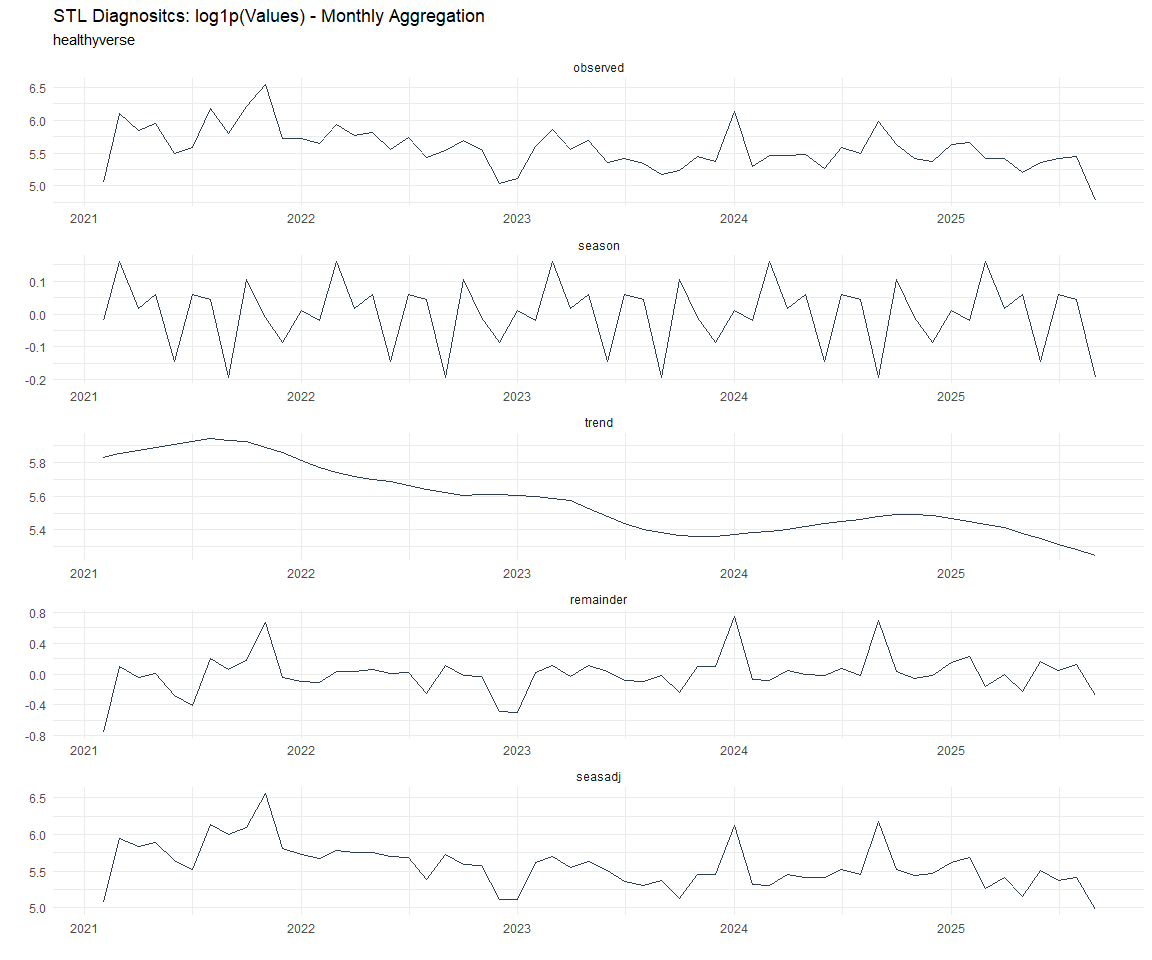 STL Diagnositcs: log1p(Values) - Monthly Aggregation
healthyverse
observed
6.5
6.0
5.5
5.0
2021 2022 2023 2024 2025
season
0.1
0.0
-0.1
-0.2
2021 2022 2023 2024 2025
trend
5.8
5.6
5.4
2021 2022 2023 2024 2025
remainder
0.8
0.4
0.0
-0.4
-0.8
2021 2022 2023 2024 2025
seasadj
6.5
6.0
5.5
5.0
2021 2022 2023 2024 2025